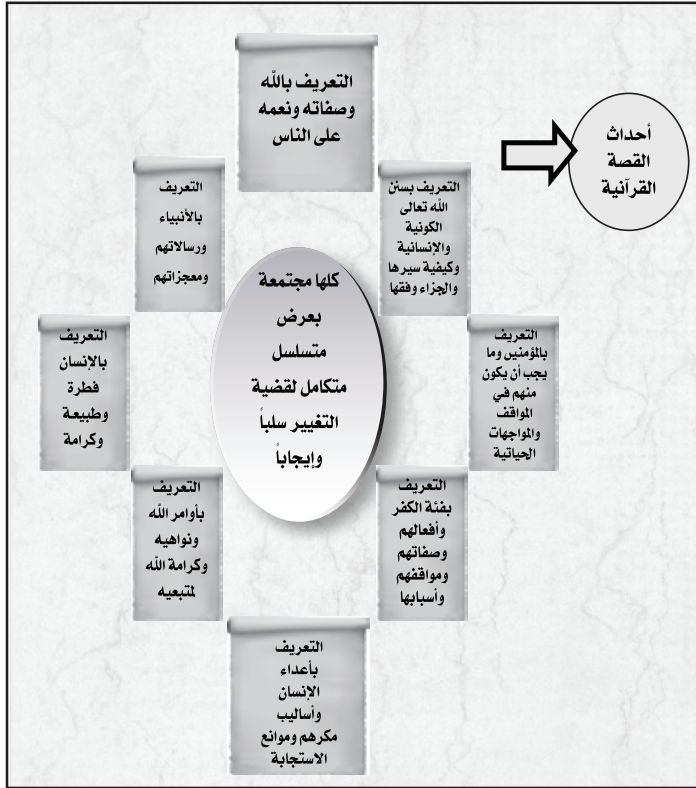 التعريف بالله
وصفاته ونعمه
على الناس
أحداث
القصة
القرآنية
التعريف بسنن
الله تعالى
الكونية
والإنسانية
وكيفية سيرها
والجزاء وفقها
التعريف
بالأنبياء
ورسالاتهم
ومعجزاتهم
كلها مجتمعة
بعرض
متسلسل
متكامل لقضية
التغيير سلباً
وإيجاباً
التعريف
بالمؤمنين وما
يجب أن يكون
منهم في
المواقف
والمواجهات
الحياتية
التعريف
بالإنسان
فطرة
وطبيعة
وكرامة
التعريف
بفئة الكفر
وأفعالهم
وصفاتهم
ومواقفهم
وأسبابها
التعريف
بأوامر الله
ونواهيه
وكرامة الله
لمتبعيه
التعريف
بأعداء
الإنسان
وأساليب
مكرهم وموانع
الاستجابة